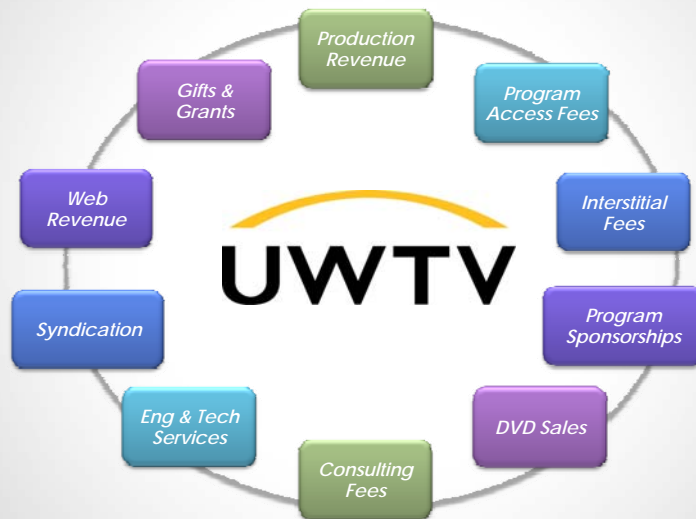 Production
Revenue
Program
Access Fees
Interstitial
Fees
Program
Sponsorships
DVD Sales
Consulting
Fees
Eng & Tech
Services
Syndication
Web
Revenue
Gifts &
Grants
UWTV